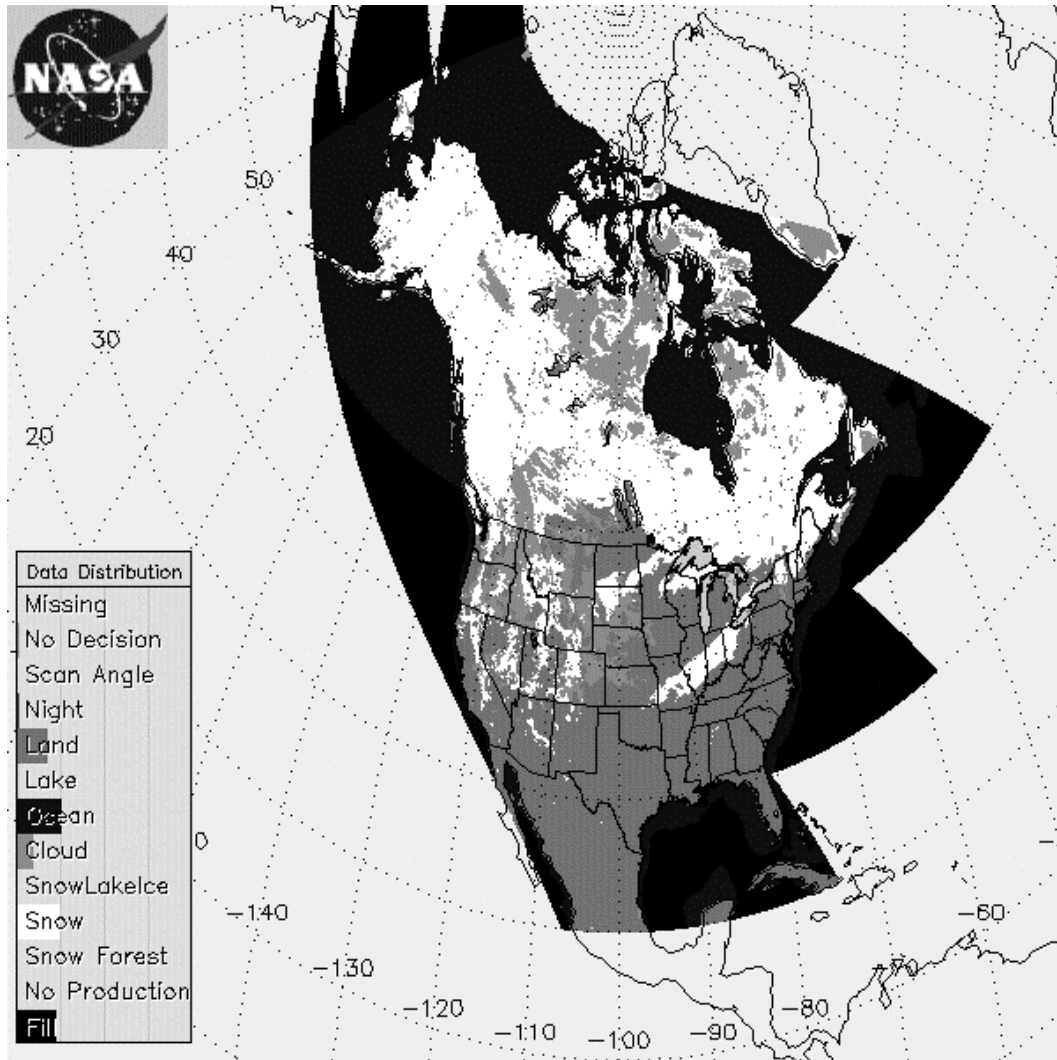 NASA
0
50
40
30
20
Data Distribution
Missing
No Decision
Scan Angle
Night
Land
Lake
Ocean
Cloud
SnowLakeIce
Snow
Snow Forest
No Production
Fill
0
-140
-130
-120
-110
-100
-90
-80
-60